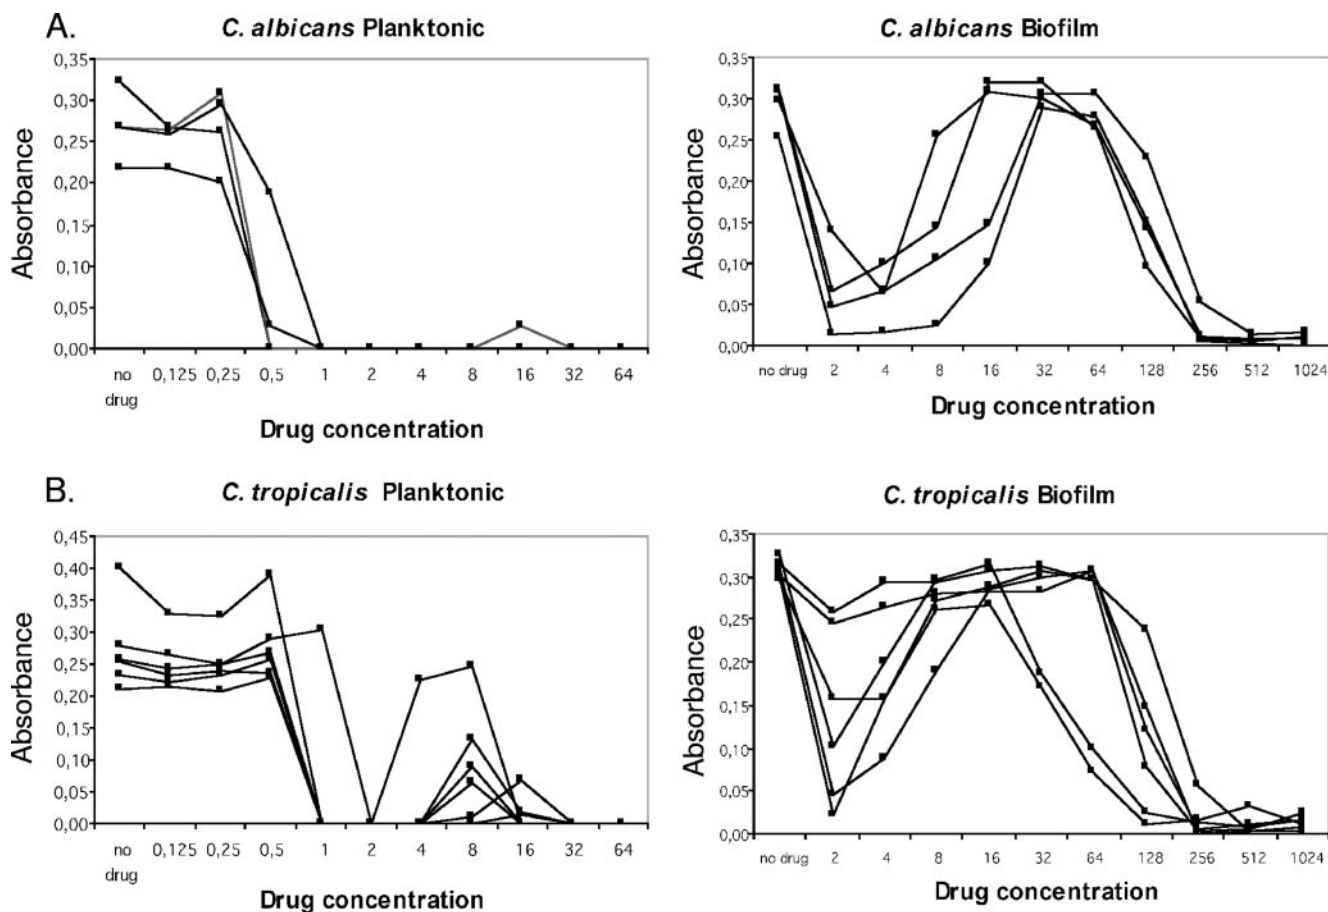 A.
C. albicans Planktonic
Absorbance
0,35
0,30
0,25
0,20
0,15
0,10
0,05
0,00
no drug 0,125 0,25 0,5 1 2 4 8 16 32 64
Drug concentration
C. albicans Biofilm
Absorbance
0,35
0,30
0,25
0,20
0,15
0,10
0,05
0,00
no drug 2 4 8 16 32 64 128 256 512 1024
Drug concentration
B.
C. tropicalis Planktonic
Absorbance
0,45
0,40
0,35
0,30
0,25
0,20
0,15
0,10
0,05
0,00
no drug 0,125 0,25 0,5 1 2 4 8 16 32 64
Drug concentration
C. tropicalis Biofilm
Absorbance
0,35
0,30
0,25
0,20
0,15
0,10
0,05
0,00
no drug 2 4 8 16 32 64 128 256 512 1024
Drug concentration